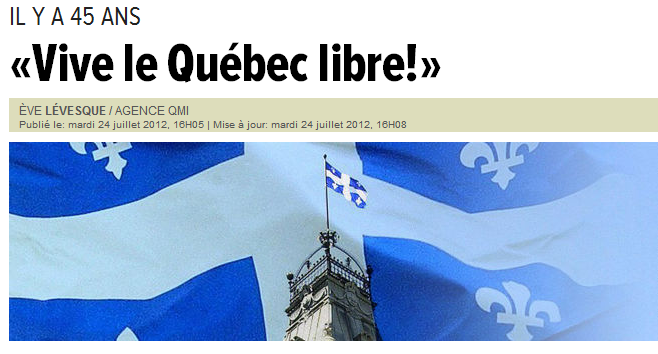 IL Y A 45 ANS
«Vive le Québec libre!»
ÈVE LÉVESQUE / AGENCE QMI
Publié le: mardi 24 juillet 2012, 16H05 | Mise à jour: mardi 24 juillet 2012, 16H08